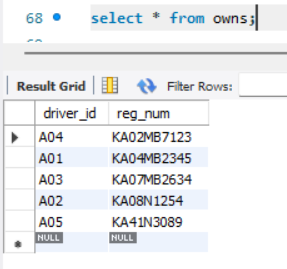 68 select * from owns;
Result Grid Filter Rows:
driver_id reg_num
A04 KA02MB7123
A01 KA04MB2345
A03 KA07MB2634
A02 KA08N1254
A05 KA41N3089
NULL NULL